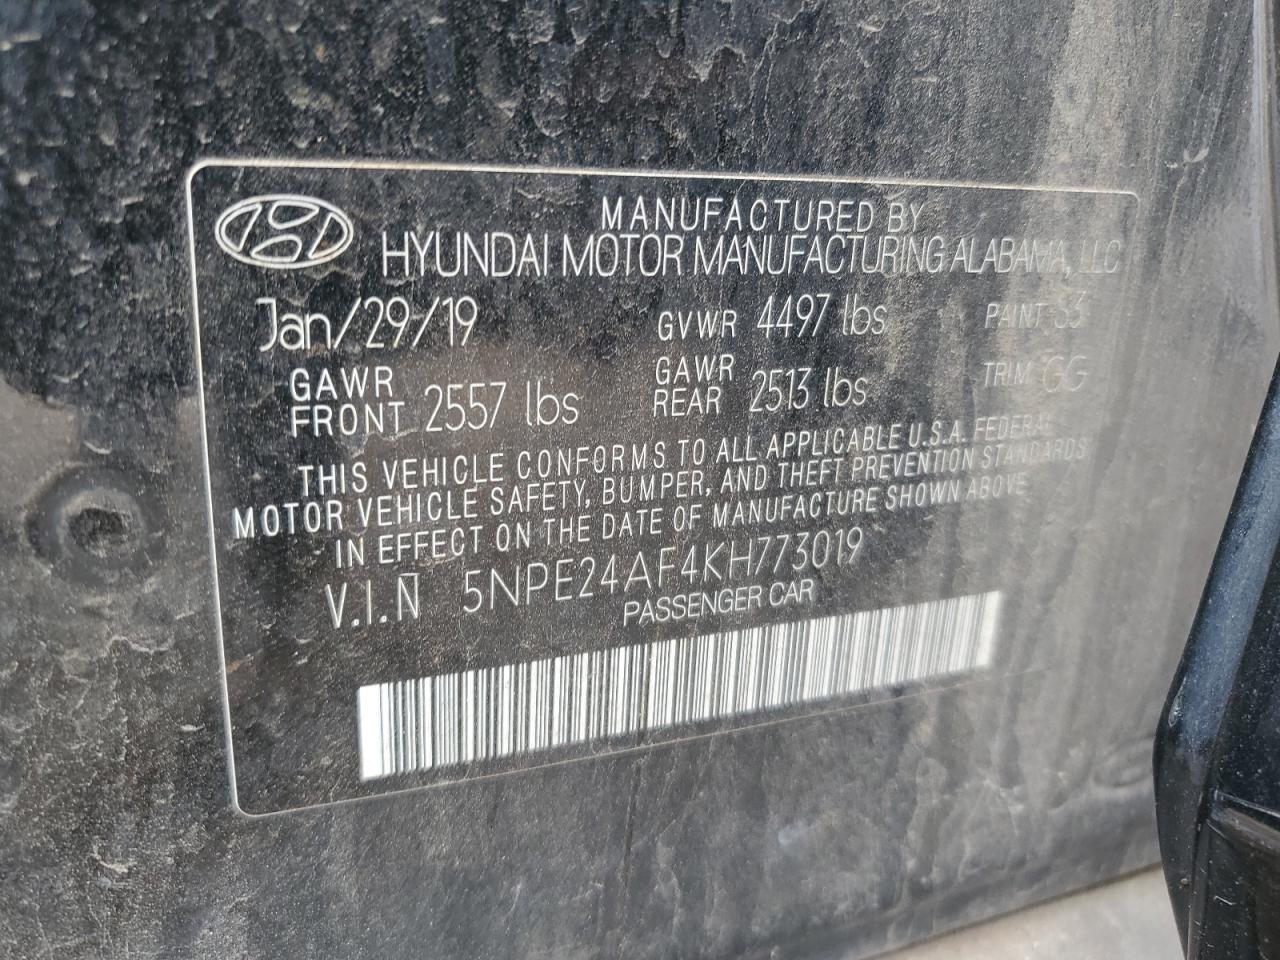 MANUFACTURED BY
HYUNDAI MOTOR MANUFACTURING ALABAMA, LLC
Jan/29/19 GVWR 4497 lbs PAINT S3
GAWR FRONT 2557 lbs GAWR REAR 2513 lbs TRIM GG
THIS VEHICLE CONFORMS TO ALL APPLICABLE U.S.A. FEDERAL
MOTOR VEHICLE SAFETY, BUMPER, AND THEFT PREVENTION STANDARDS
IN EFFECT ON THE DATE OF MANUFACTURE SHOWN ABOVE
V.I.N 5NPE24AF4KH773019
PASSENGER CAR